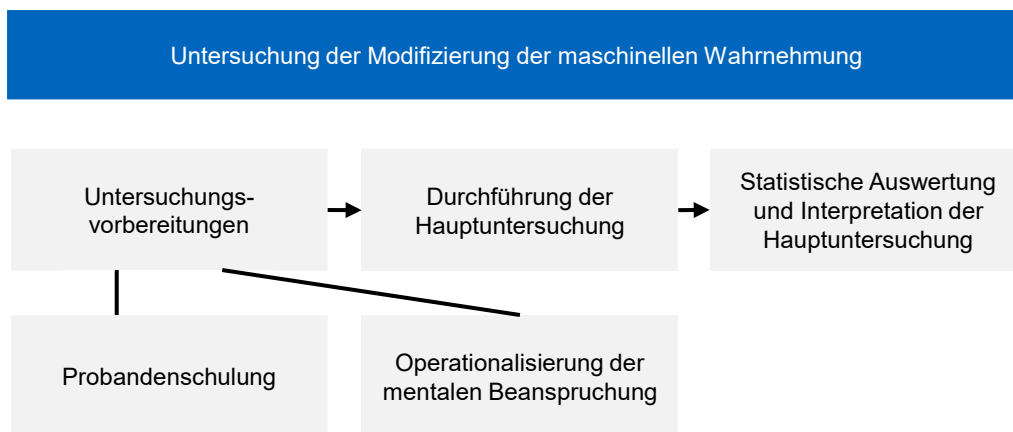 Untersuchung der Modifizierung der maschinellen Wahrnehmung
Untersuchungs-
vorbereitungen
Durchführung der
Hauptuntersuchung
Statistische Auswertung
und Interpretation der
Hauptuntersuchung
Probandenschulung
Operationalisierung der
mentalen Beanspruchung